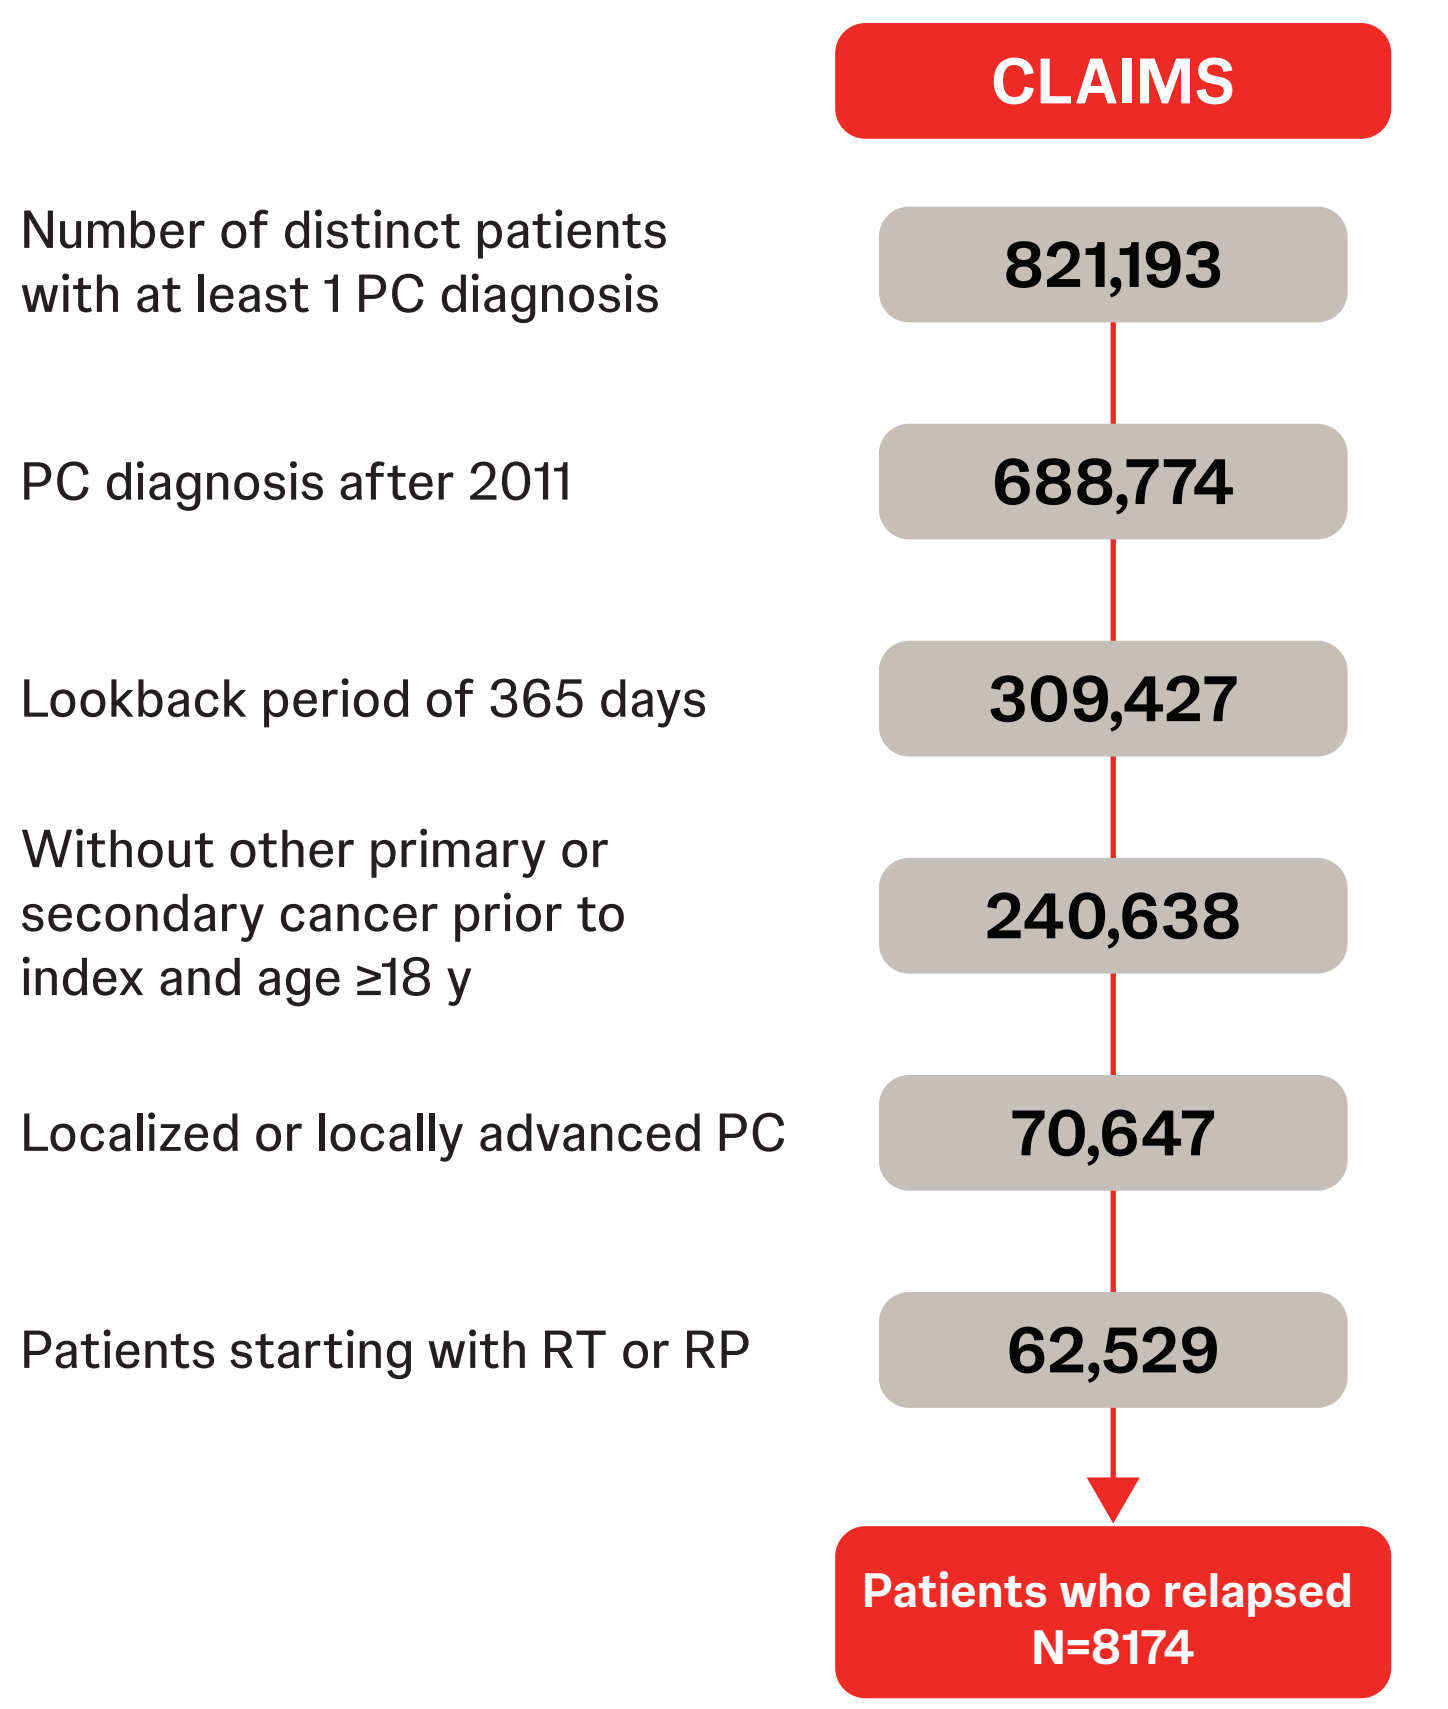 CLAIMS
Number of distinct patients
with at least 1 PC diagnosis
821,193
PC diagnosis after 2011
688,774
Lookback period of 365 days
309,427
Without other primary or
secondary cancer prior to
index and age ≥18 y
240,638
Localized or locally advanced PC
70,647
Patients starting with RT or RP
62,529
Patients who relapsed
N=8174